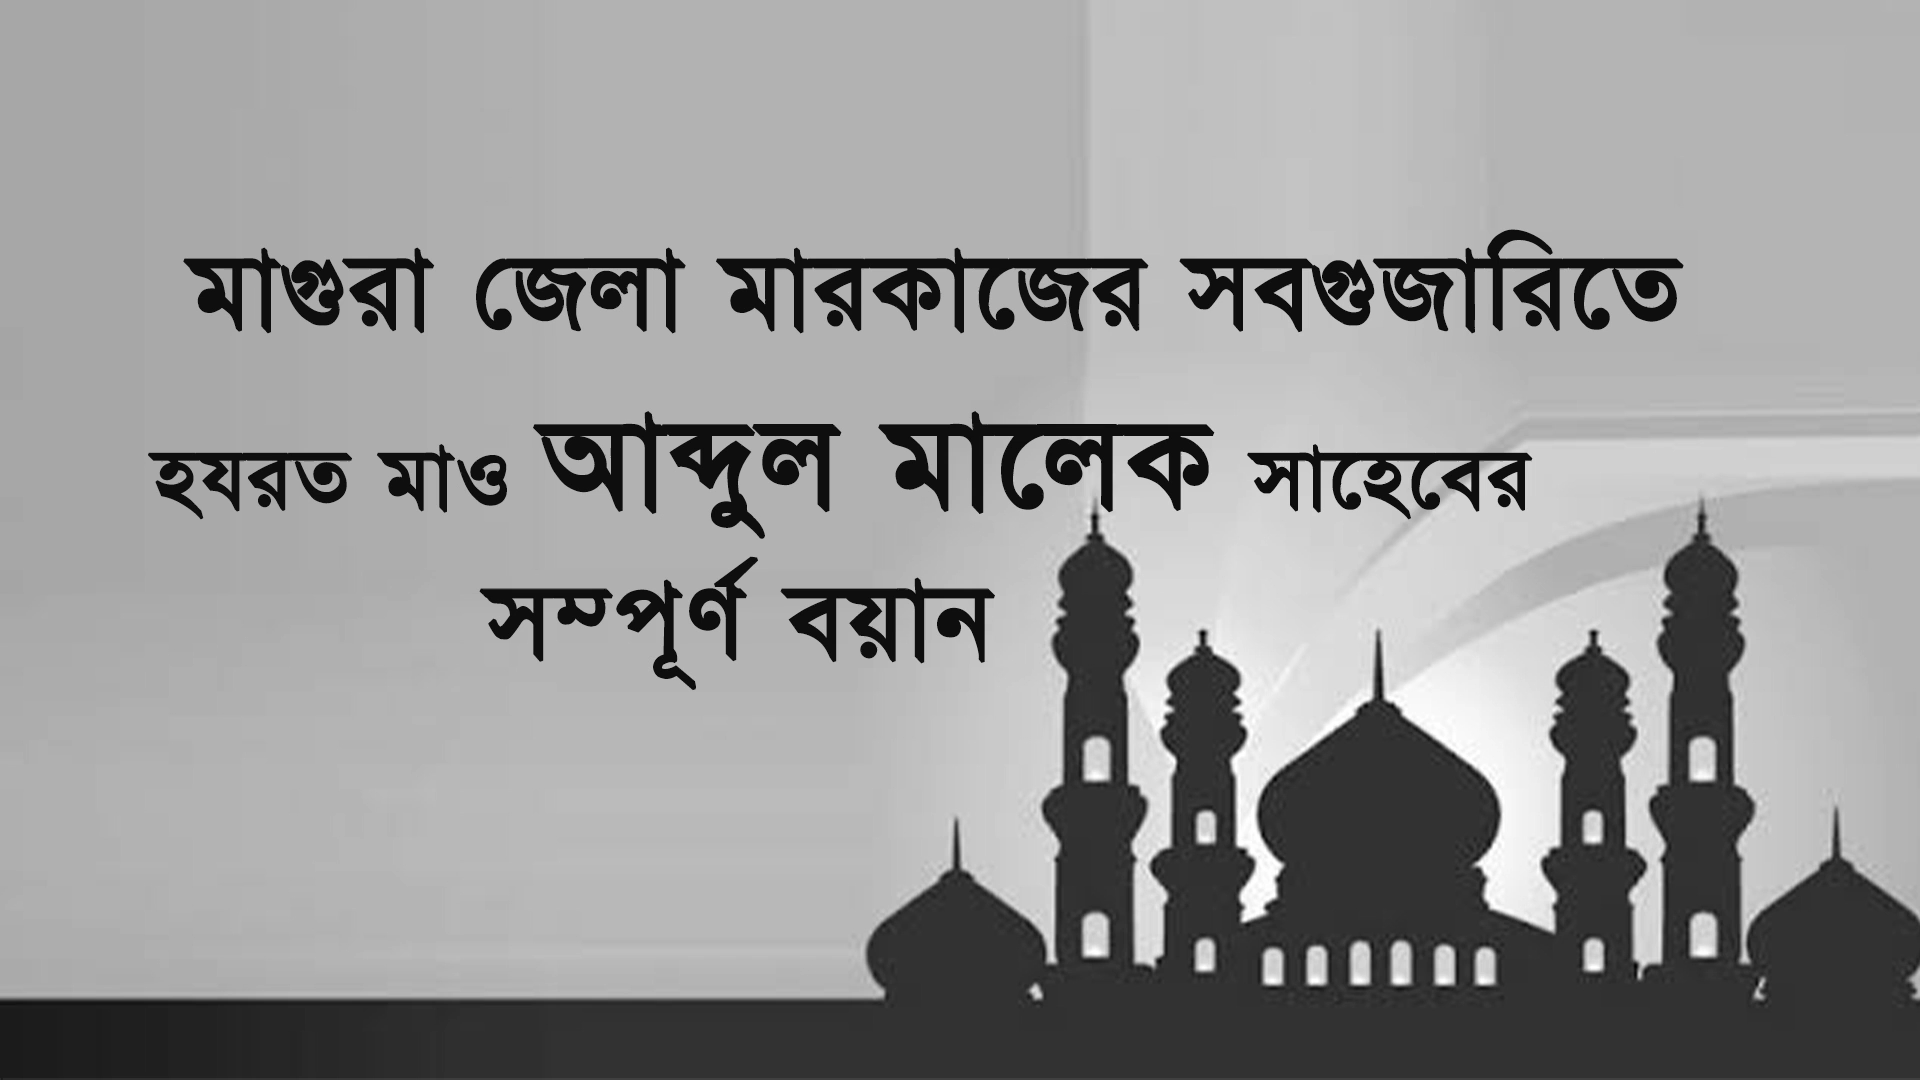 মাগুরা জেলা মারকাজের সবগুজারিতে
হযরত মাও আব্দুল মালেক সাহেবের
সম্পূর্ণ বয়ান